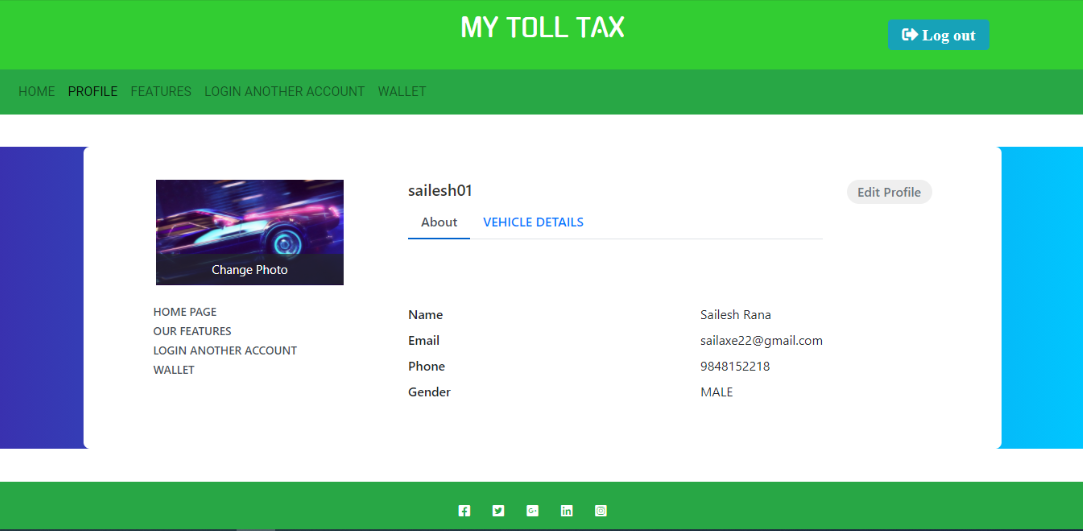 MY TOLL TAX
Log out
HOME PROFILE FEATURES LOGIN ANOTHER ACCOUNT WALLET
sailesh01
Edit Profile
About VEHICLE DETAILS
Change Photo
HOME PAGE
OUR FEATURES
LOGIN ANOTHER ACCOUNT
WALLET
Name Sailesh Rana
Email sailaxe22@gmail.com
Phone 9848152218
Gender MALE